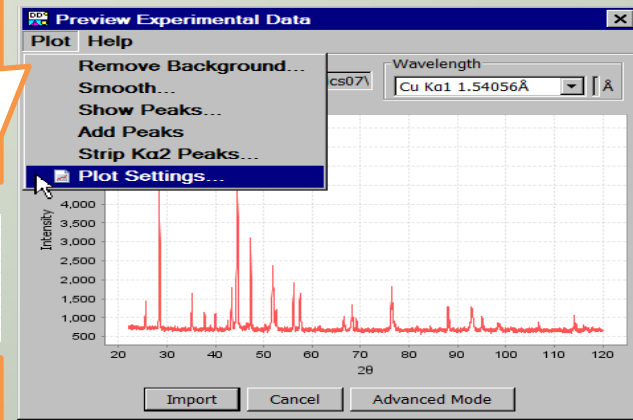 Preview Experimental Data
Plot Help
Remove Background...
Smooth...
Show Peaks...
Add Peaks
Strip Kα2 Peaks...
Plot Settings...
cs07\
Wavelength
Cu Kα1 1.54056Å
Å
Intensity
4,000
3,500
3,000
2,500
2,000
1,500
1,000
500
20 30 40 50 60 70 80 90 100 110 120
2θ
Import Cancel Advanced Mode